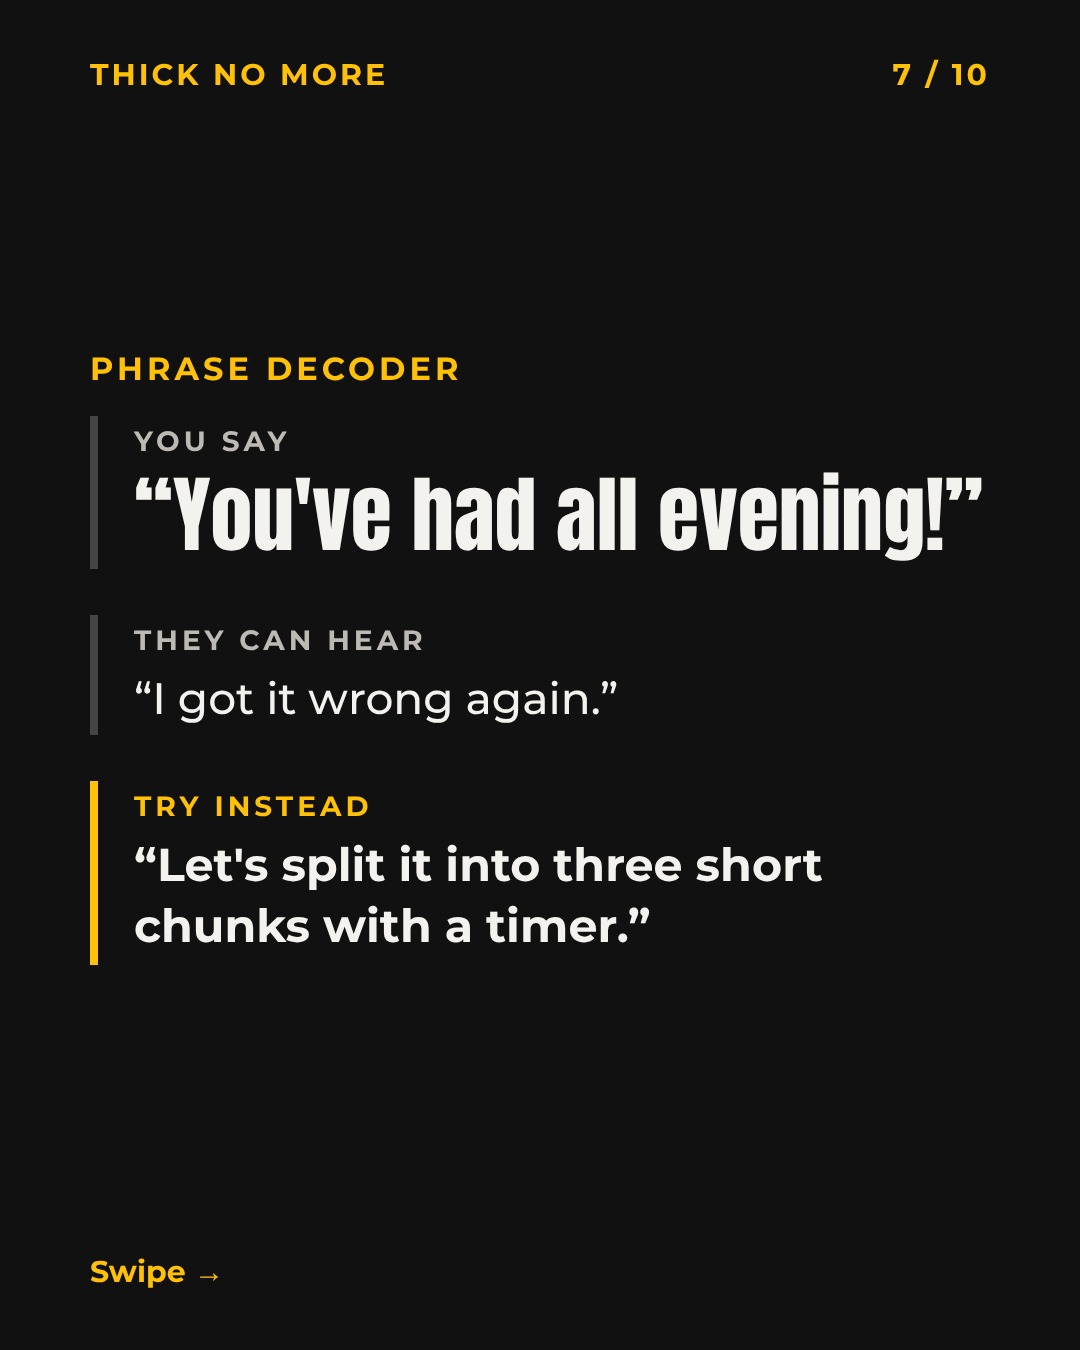 THICK NO MORE
7 / 10
PHRASE DECODER
YOU SAY
“You've had all evening!”
THEY CAN HEAR
“I got it wrong again.”
TRY INSTEAD
“Let's split it into three short
chunks with a timer.”
Swipe →